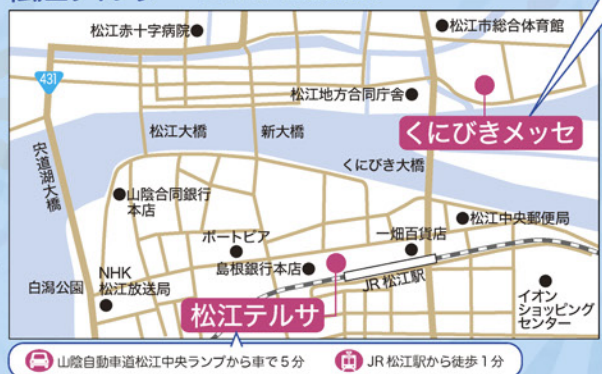 松江赤十字病院
松江市総合体育館
431
松江地方合同庁舎
くにびきメッセ
松江大橋
新大橋
くにびき大橋
宍道湖大橋
山陰合同銀行
本店
松江中央郵便局
一畑百貨店
ポートピア
島根銀行本店
JR松江駅
NHK
松江放送局
白潟公園
松江テルサ
イオン
ショッピング
センター
山陰自動車道松江中央ランプから車で5分
JR松江駅から徒歩1分